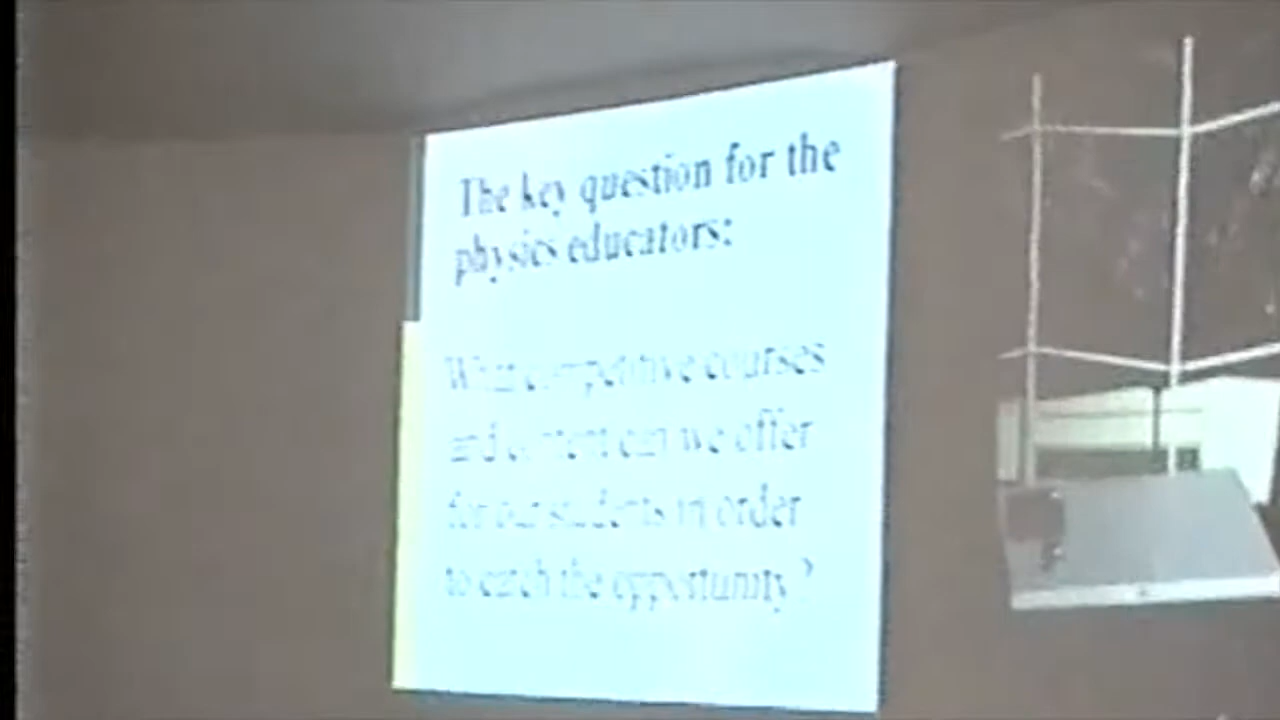 The key question for the
physics educators:
What competitive courses
and content can we offer
for our students in order
to catch the opportunity?